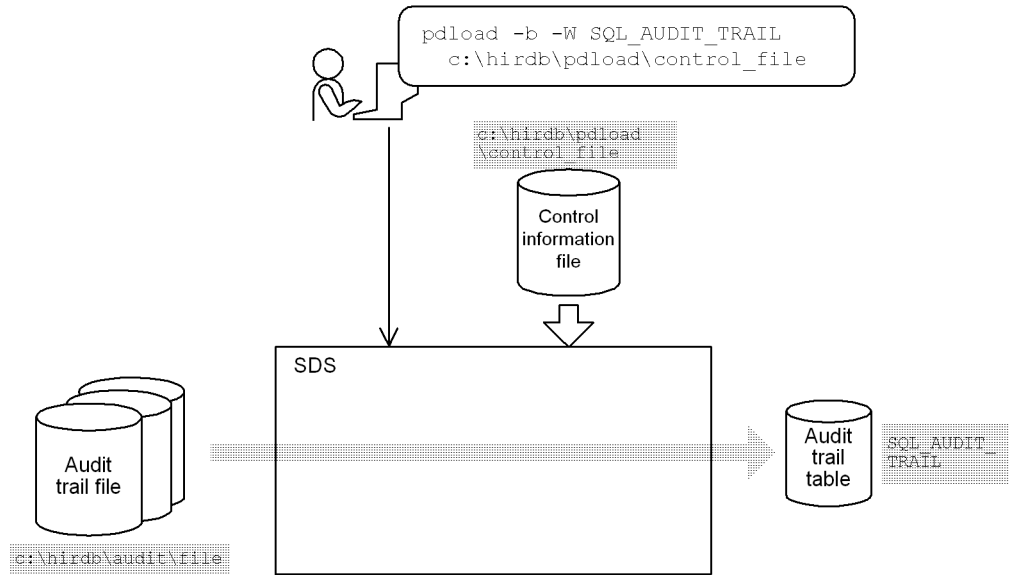 pdload -b -W SQL_AUDIT_TRAIL
c:\hirdb\pdload\control_file
c:\hirdb\pdload
\control_file
Control
information
file
SDS
Audit
trail file
c:\hirdb\audit\file
Audit
trail
table
SQL_AUDIT_
TRAIL